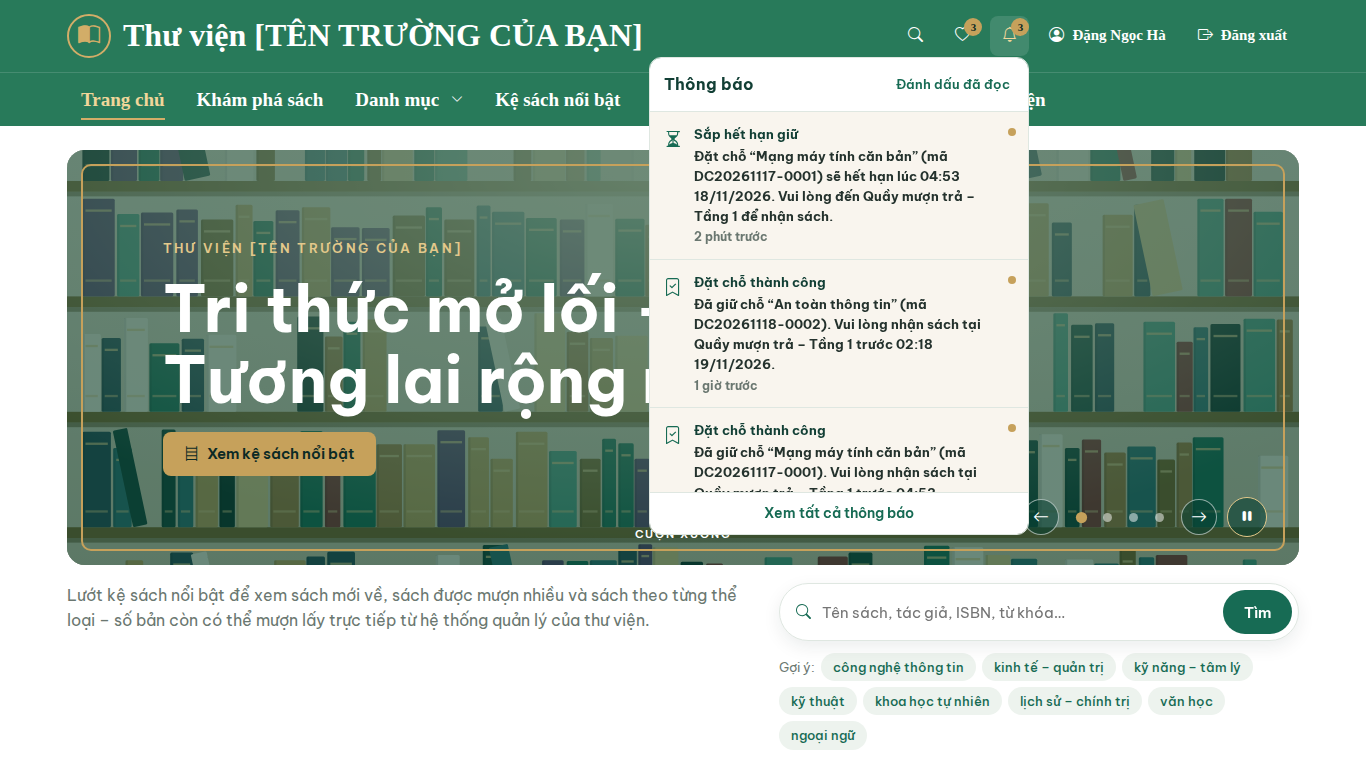 Thư viện [TÊN TRƯỜNG CỦA BẠN]
3
3
Đặng Ngọc Hà
Đăng xuất
Trang chủ
Khám phá sách
Danh mục
Kệ sách nổi bật
Thông báo
Đánh dấu đã đọc
Sắp hết hạn giữ
Đặt chỗ “Mạng máy tính căn bản” (mã
DC20261117-0001) sẽ hết hạn lúc 04:53
18/11/2026. Vui lòng đến Quầy mượn trả –
Tầng 1 để nhận sách.
2 phút trước
Đặt chỗ thành công
Đã giữ chỗ “An toàn thông tin” (mã
DC20261118-0002). Vui lòng nhận sách tại
Quầy mượn trả – Tầng 1 trước 02:18
19/11/2026.
1 giờ trước
Đặt chỗ thành công
Đã giữ chỗ “Mạng máy tính căn bản” (mã
DC20261117-0001). Vui lòng nhận sách tại
Quầy mượn trả – Tầng 1 trước 04:53
Xem tất cả thông báo
THƯ VIỆN [TÊN TRƯỜNG CỦA BẠN]
Tri thức mở lối
Tương lai rộng
Xem kệ sách nổi bật
CUỘN XUỐNG
Lướt kệ sách nổi bật để xem sách mới về, sách được mượn nhiều và sách theo từng thể
loại – số bản còn có thể mượn lấy trực tiếp từ hệ thống quản lý của thư viện.
Tên sách, tác giả, ISBN, từ khóa...
Tìm
Gợi ý:
công nghệ thông tin
kinh tế – quản trị
kỹ năng – tâm lý
kỹ thuật
khoa học tự nhiên
lịch sử – chính trị
văn học
ngoại ngữ